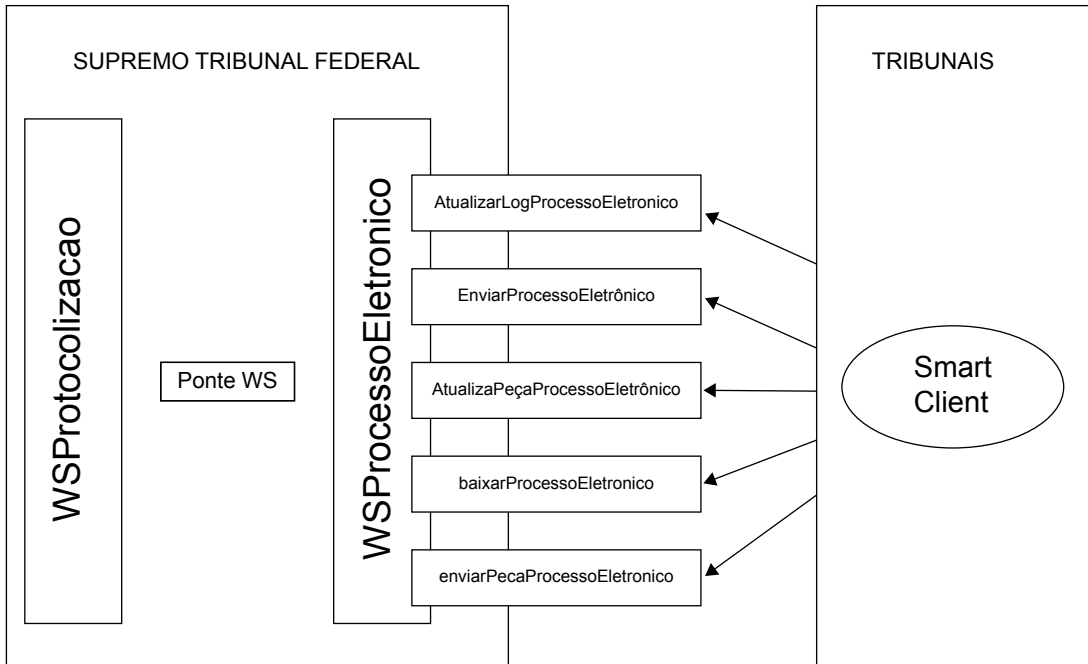 SUPREMO TRIBUNAL FEDERAL
TRIBUNAIS
WSProtocolizacao
Ponte WS
WSProcessoEletronico
AtualizarLogProcessoEletronico
EnviarProcessoEletrônico
AtualizaPeçaProcessoEletrônico
baixarProcessoEletronico
enviarPecaProcessoEletronico
Smart
Client